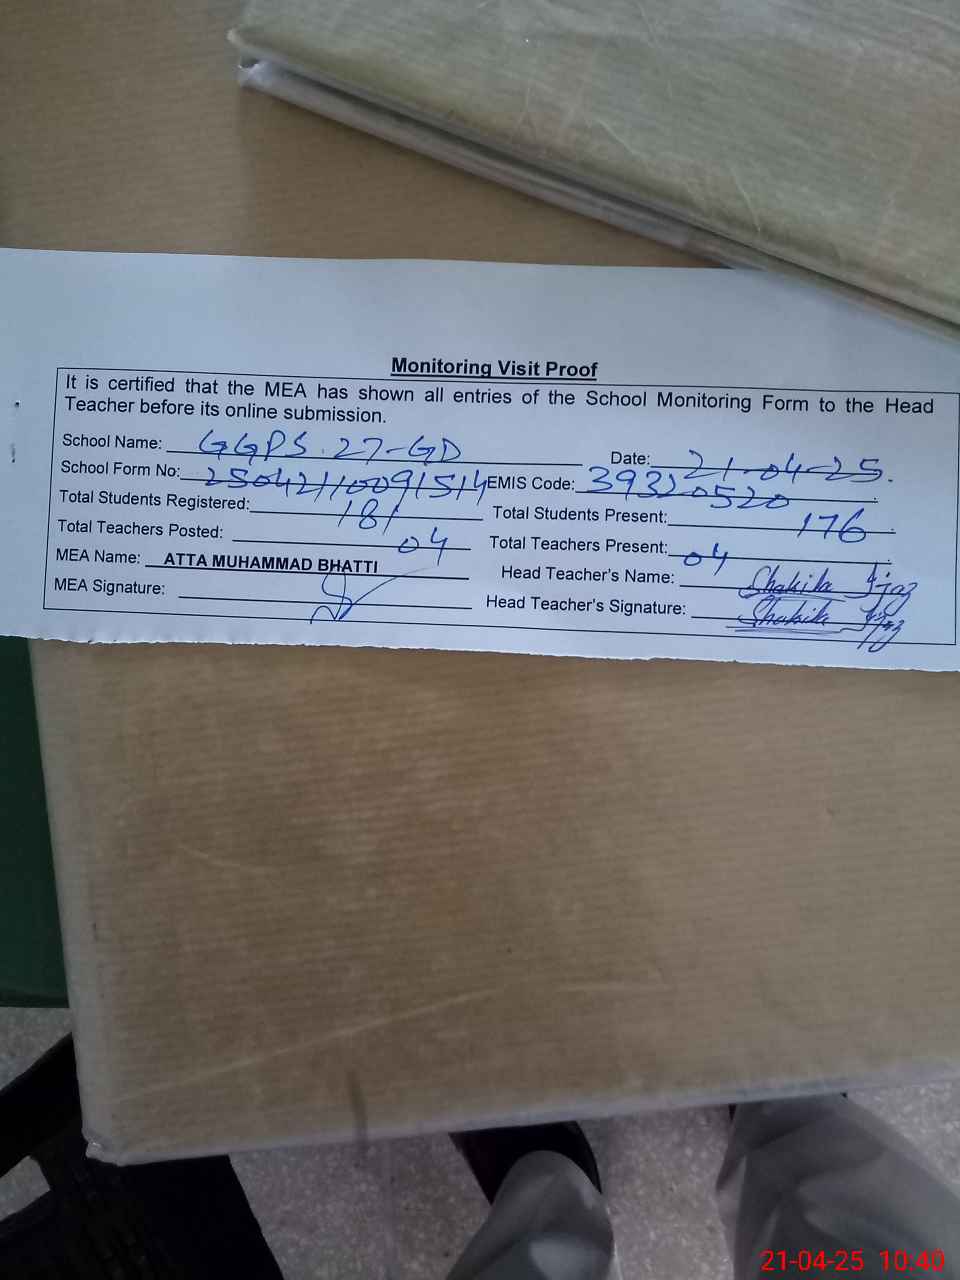 Monitoring Visit Proof
It is certified that the MEA has shown all entries of the School Monitoring Form to the Head
Teacher before its online submission.
School Name: GGPS. 27-GD Date: 21-04-25.
School Form No: 25042110091514 EMIS Code: 39320520
Total Students Registered: 181 Total Students Present: 176
Total Teachers Posted: 04 Total Teachers Present: 04
MEA Name: ATTA MUHAMMAD BHATTI Head Teacher's Name: Shakila Ijaz
MEA Signature: Head Teacher's Signature: Shakila Ijaz
21-04-25 10:40